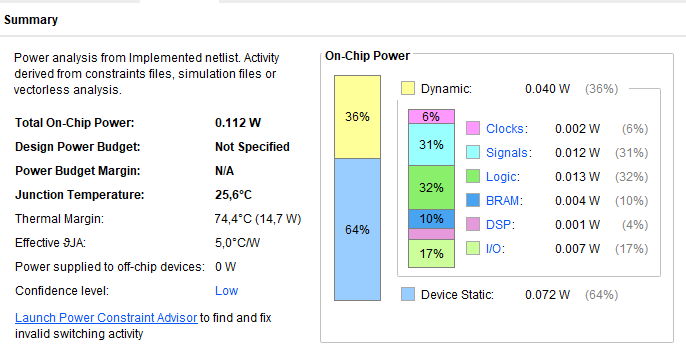 Summary
Power analysis from Implemented netlist. Activity
derived from constraints files, simulation files or
vectorless analysis.
Total On-Chip Power: 0.112 W
Design Power Budget: Not Specified
Power Budget Margin: N/A
Junction Temperature: 25,6°C
Thermal Margin: 74,4°C (14,7 W)
Effective ϑJA: 5,0°C/W
Power supplied to off-chip devices: 0 W
Confidence level: Low
Launch Power Constraint Advisor to find and fix
invalid switching activity
On-Chip Power
36%
64%
Dynamic: 0.040 W (36%)
6%
31%
32%
10%
17%
Clocks: 0.002 W (6%)
Signals: 0.012 W (31%)
Logic: 0.013 W (32%)
BRAM: 0.004 W (10%)
DSP: 0.001 W (4%)
I/O: 0.007 W (17%)
Device Static: 0.072 W (64%)